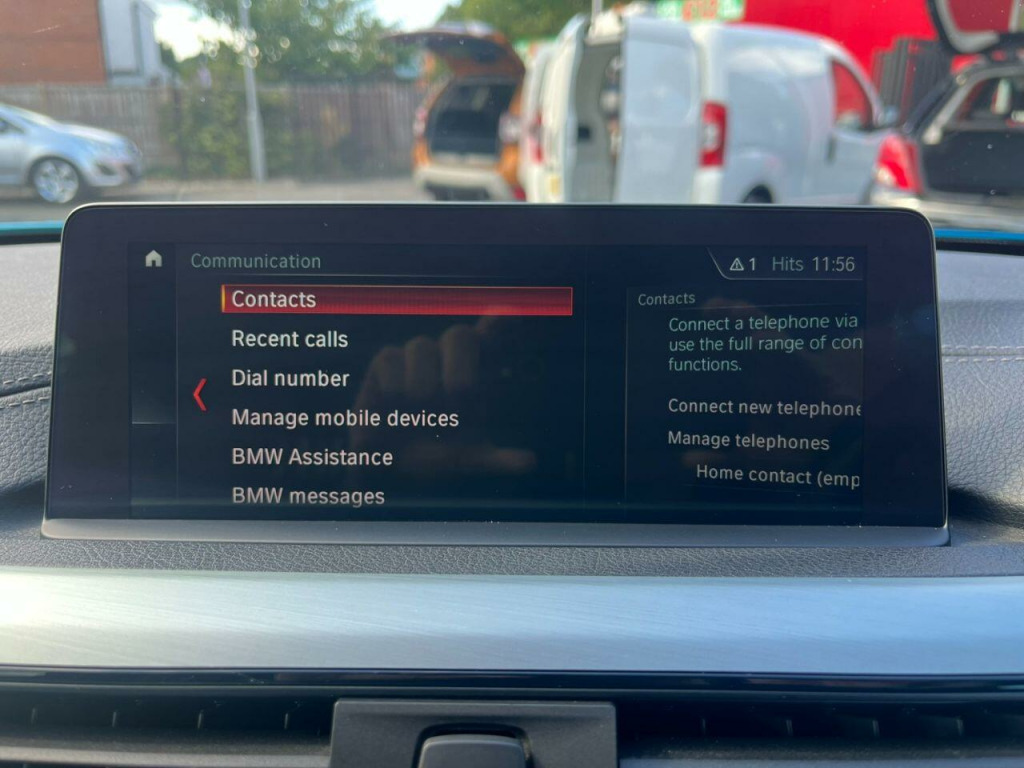 Communication
1 Hits 11:56
Contacts
Recent calls
Dial number
Manage mobile devices
BMW Assistance
BMW messages
Contacts
Connect a telephone via
use the full range of con
functions.
Connect new telephone
Manage telephones
Home contact (emp